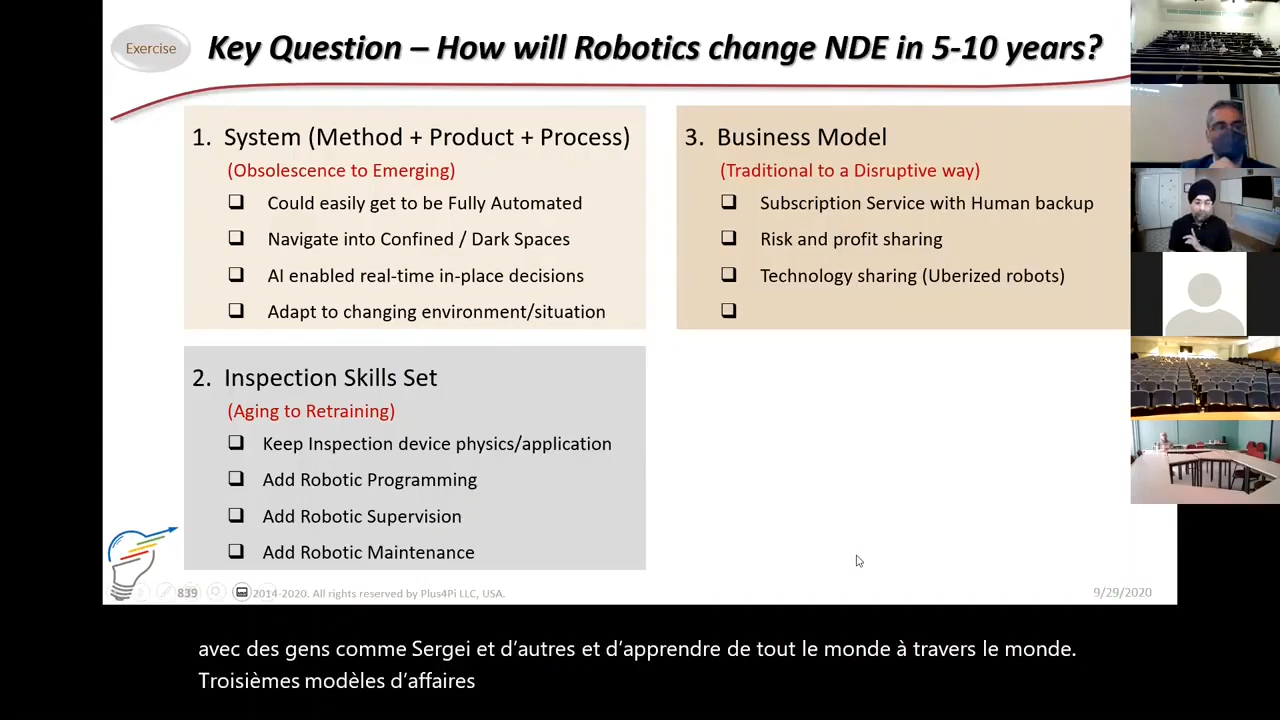 Exercise
Key Question – How will Robotics change NDE in 5-10 years?
1. System (Method + Product + Process)
(Obsolescence to Emerging)
❑ Could easily get to be Fully Automated
❑ Navigate into Confined / Dark Spaces
❑ AI enabled real-time in-place decisions
❑ Adapt to changing environment/situation
2. Inspection Skills Set
(Aging to Retraining)
❑ Keep Inspection device physics/application
❑ Add Robotic Programming
❑ Add Robotic Supervision
❑ Add Robotic Maintenance
3. Business Model
(Traditional to a Disruptive way)
❑ Subscription Service with Human backup
❑ Risk and profit sharing
❑ Technology sharing (Uberized robots)
❑
839 2014-2020. All rights reserved by Plus4Pi LLC, USA.
9/29/2020
avec des gens comme Sergei et d’autres et d’apprendre de tout le monde à travers le monde.
Troisièmes modèles d’affaires